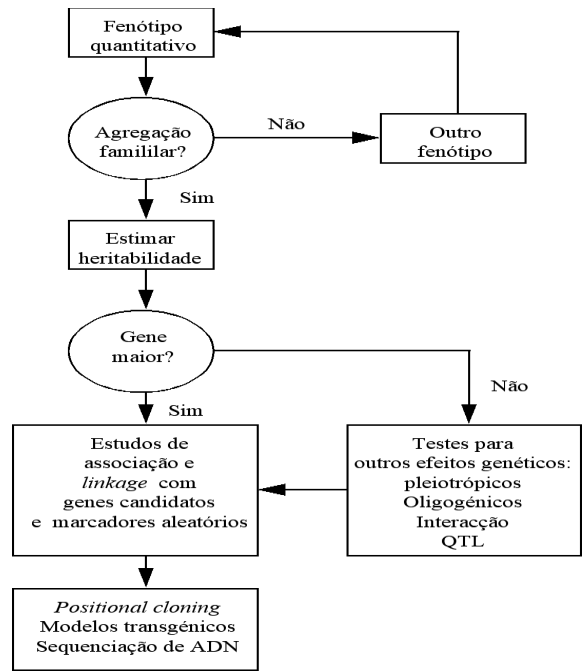 Fenótipo
quantitativo
Agregação
famililar?
Não
Outro
fenótipo
Sim
Estimar
heritabilidade
Gene
maior?
Não
Sim
Estudos de
associação e
linkage com
genes candidatos
e marcadores aleatórios
Testes para
outros efeitos genéticos:
pleiotrópicos
Oligogénicos
Interacção
QTL
Positional cloning
Modelos transgénicos
Sequenciação de ADN